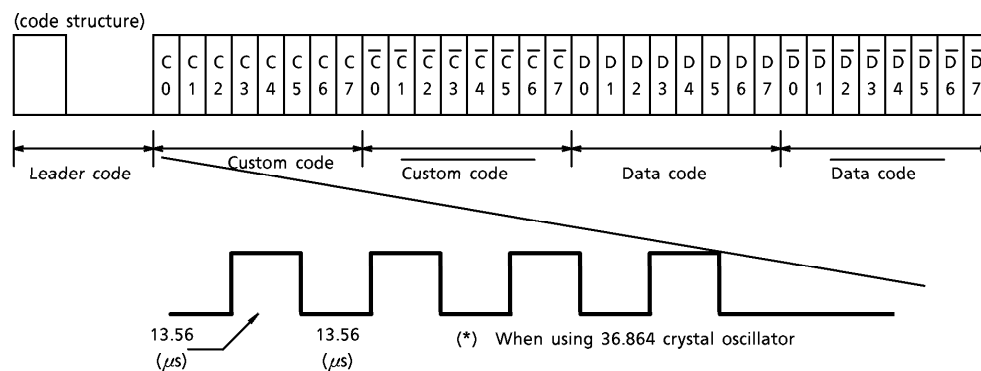 (code structure)
C C C C C C C C C̅ C̅ C̅ C̅ C̅ C̅ C̅ C̅ D D D D D D D D D̅ D̅ D̅ D̅ D̅ D̅ D̅ D̅
0 1 2 3 4 5 6 7 0 1 2 3 4 5 6 7 0 1 2 3 4 5 6 7 0 1 2 3 4 5 6 7
Leader code Custom code Custom code Data code Data code
13.56 13.56 (*) When using 36.864 crystal oscillator
(μs) (μs)